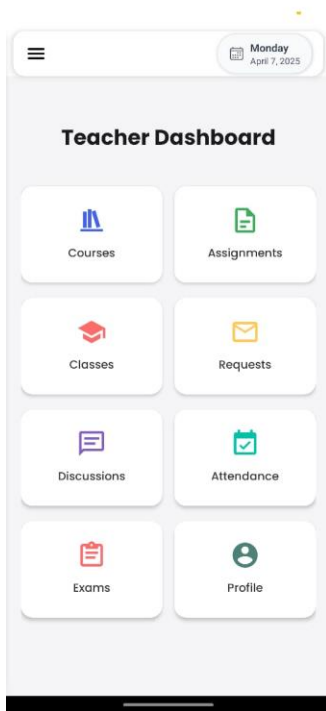 Monday
April 7, 2025
Teacher Dashboard
Courses
Assignments
Classes
Requests
Discussions
Attendance
Exams
Profile